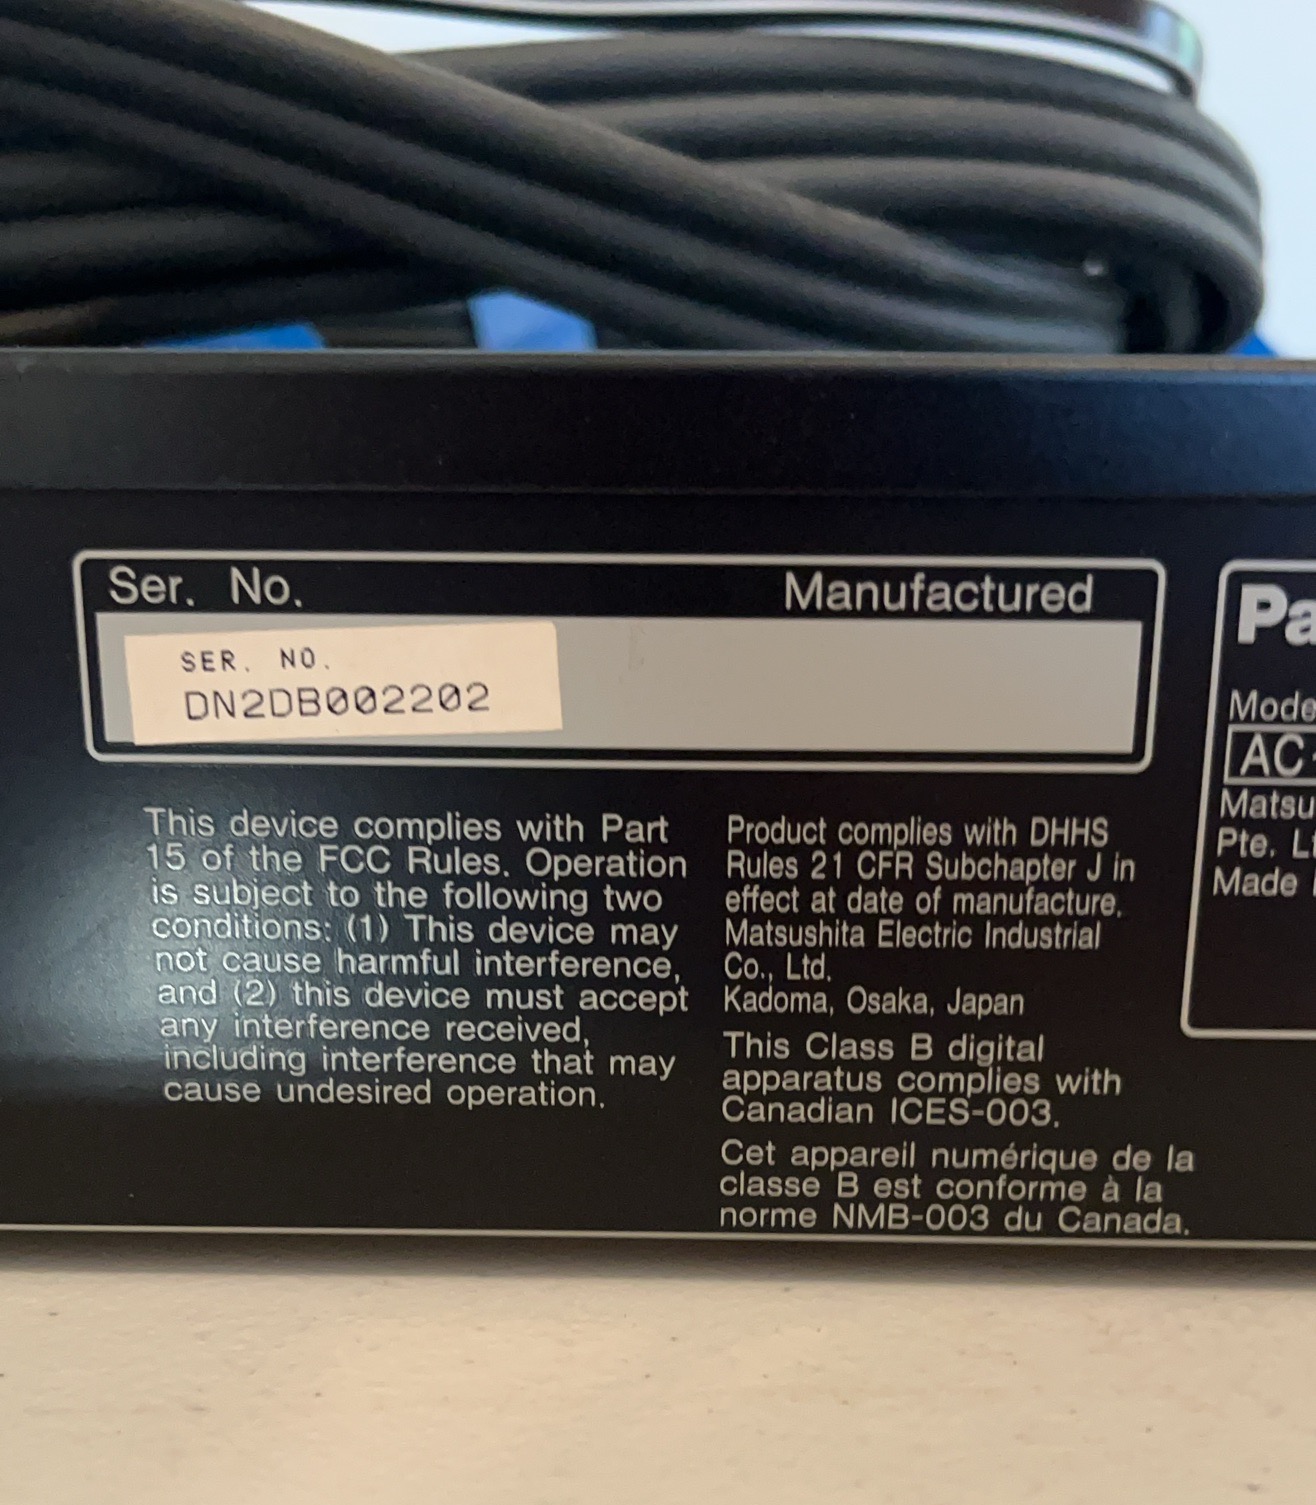 Ser. No.
Manufactured
SER. NO.
DN2DB002202
This device complies with Part
15 of the FCC Rules. Operation
is subject to the following two
conditions: (1) This device may
not cause harmful interference,
and (2) this device must accept
any interference received,
including interference that may
cause undesired operation.
Product complies with DHHS
Rules 21 CFR Subchapter J in
effect at date of manufacture.
Matsushita Electric Industrial
Co., Ltd.
Kadoma, Osaka, Japan
This Class B digital
apparatus complies with
Canadian ICES-003.
Cet appareil numérique de la
classe B est conforme à la
norme NMB-003 du Canada.
Pa
Mode
AC
Matsu
Pte. Lt
Made